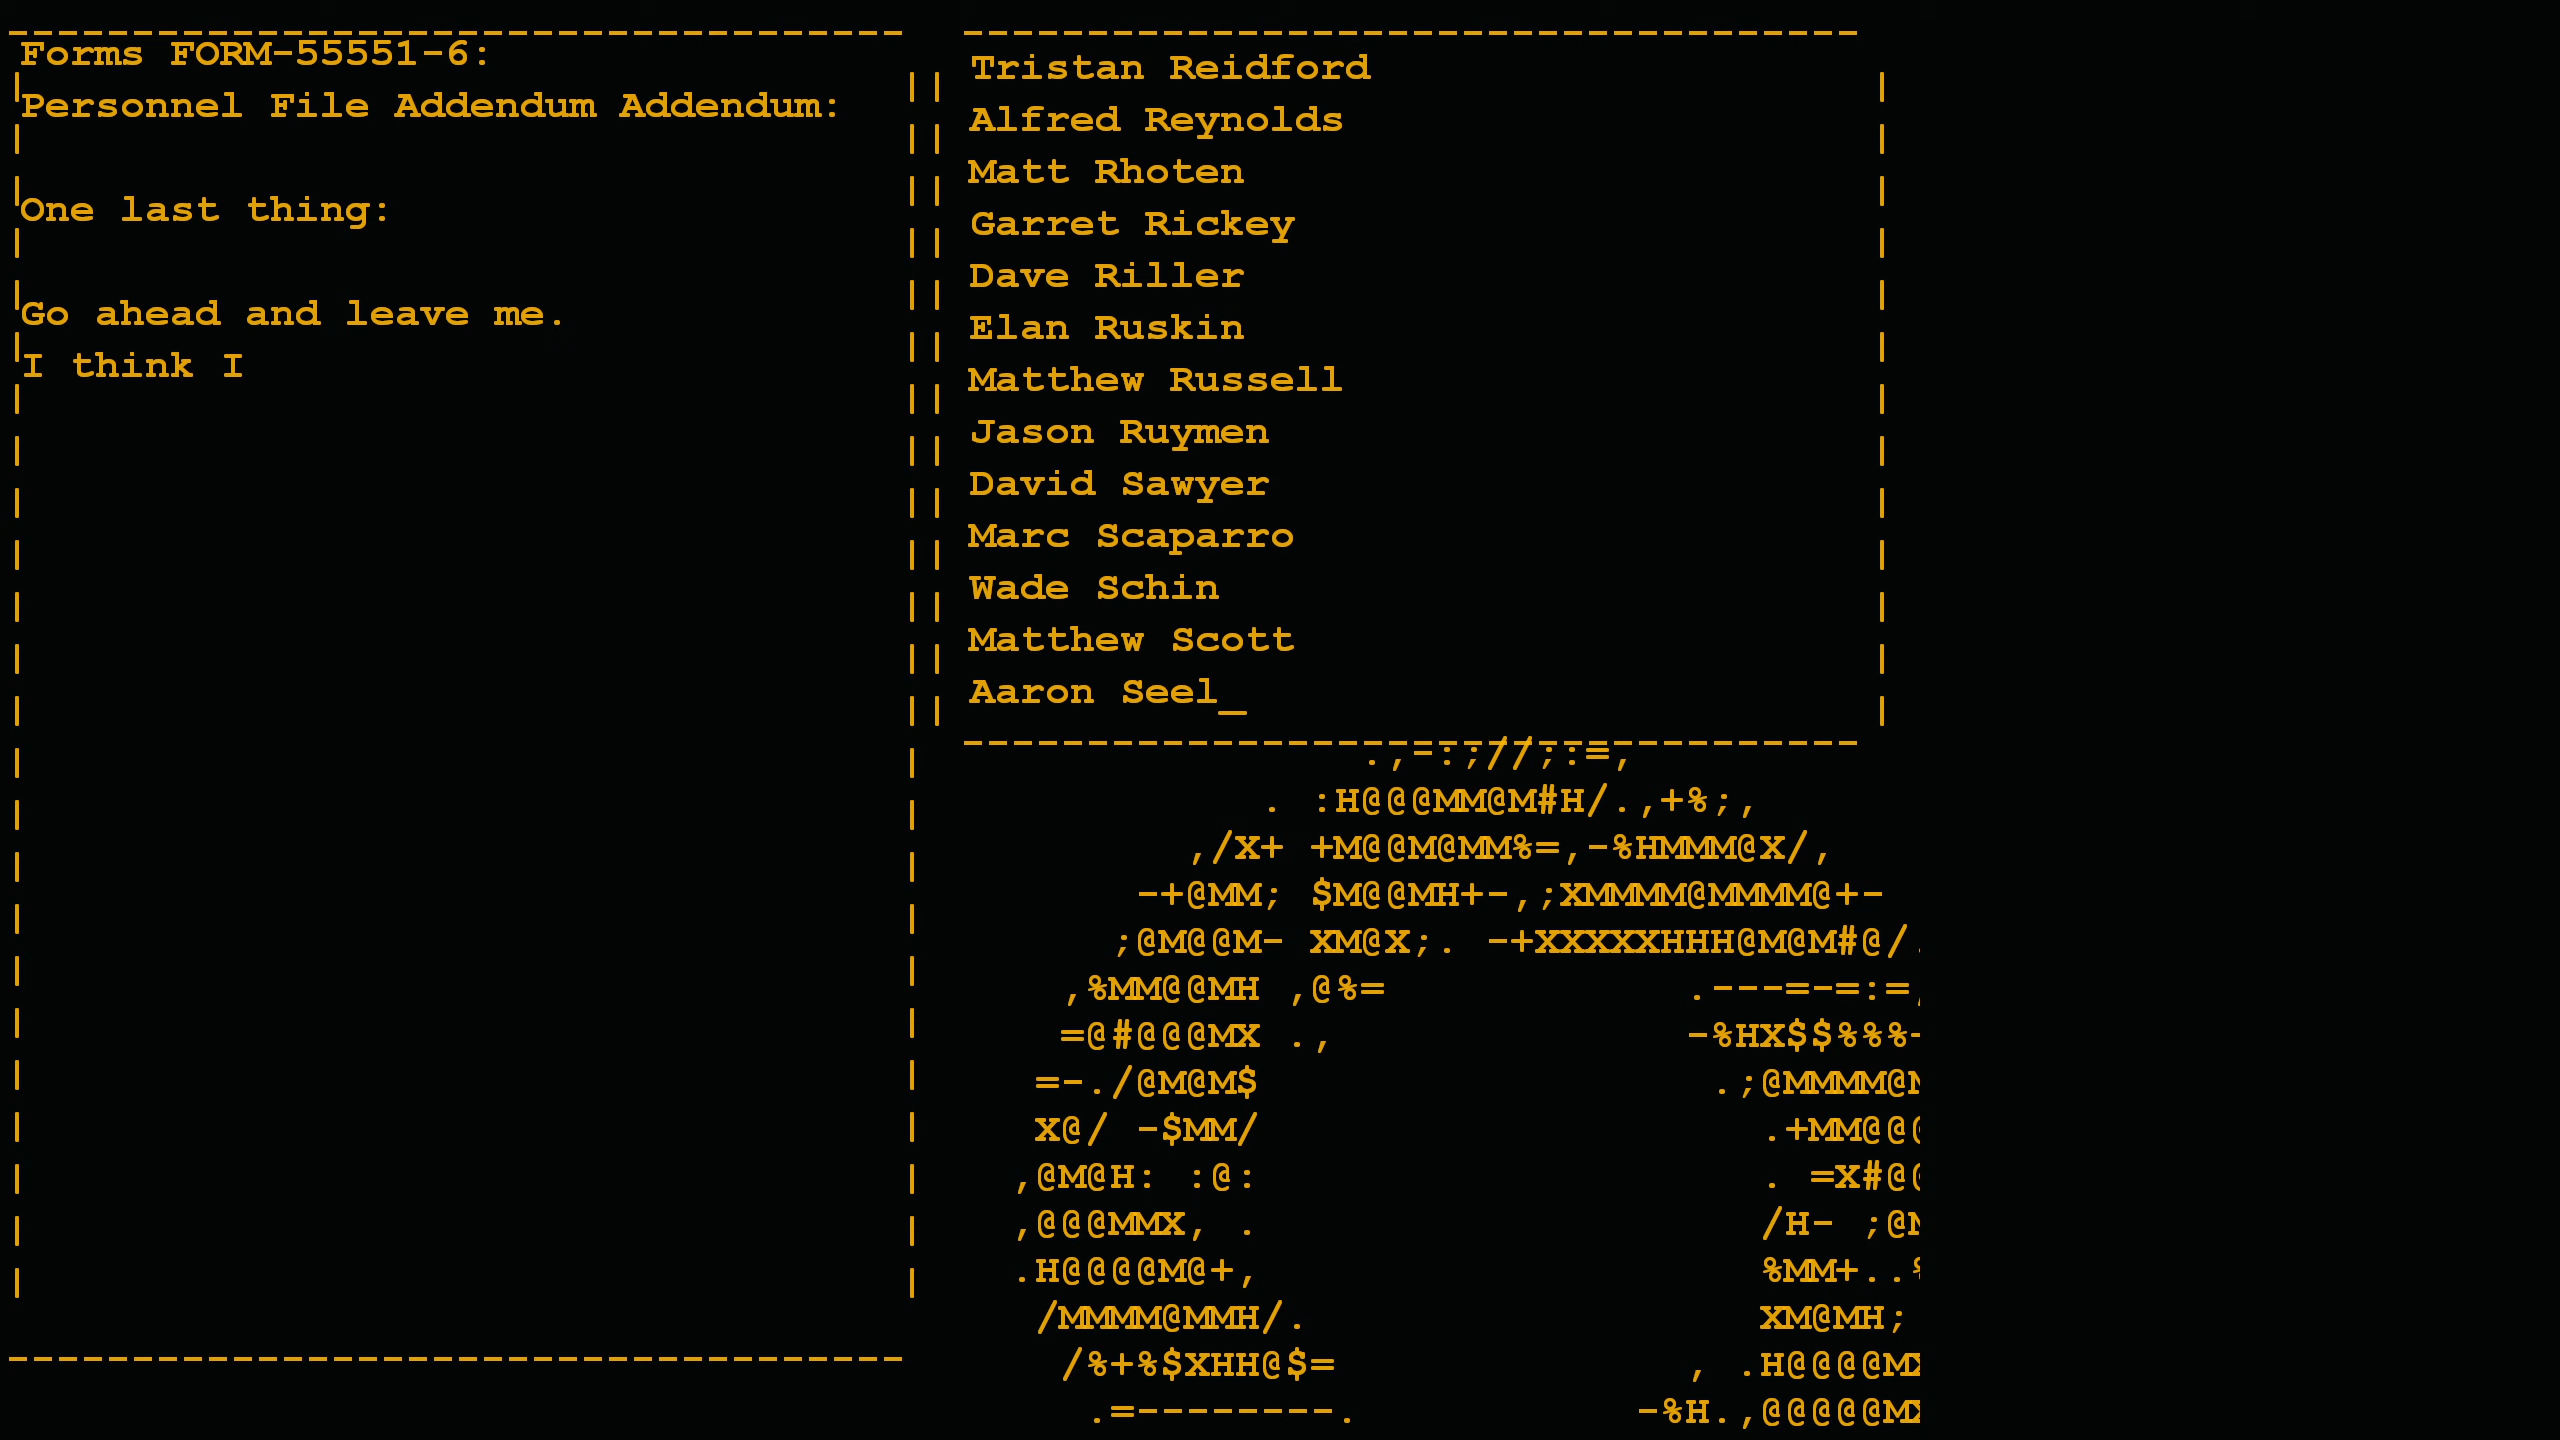 Forms FORM-55551-6:
Personnel File Addendum Addendum:
One last thing:
Go ahead and leave me.
I think I
Tristan Reidford
Alfred Reynolds
Matt Rhoten
Garret Rickey
Dave Riller
Elan Ruskin
Matthew Russell
Jason Ruymen
David Sawyer
Marc Scaparro
Wade Schin
Matthew Scott
Aaron Seel_